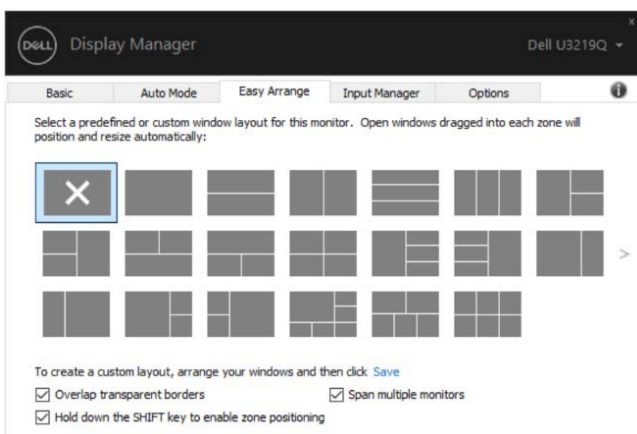 x
DELL Display Manager Dell U3219Q
Basic Auto Mode Easy Arrange Input Manager Options i
Select a predefined or custom window layout for this monitor. Open windows dragged into each zone will
position and resize automatically:
>
To create a custom layout, arrange your windows and then click Save
Overlap transparent borders Span multiple monitors
Hold down the SHIFT key to enable zone positioning